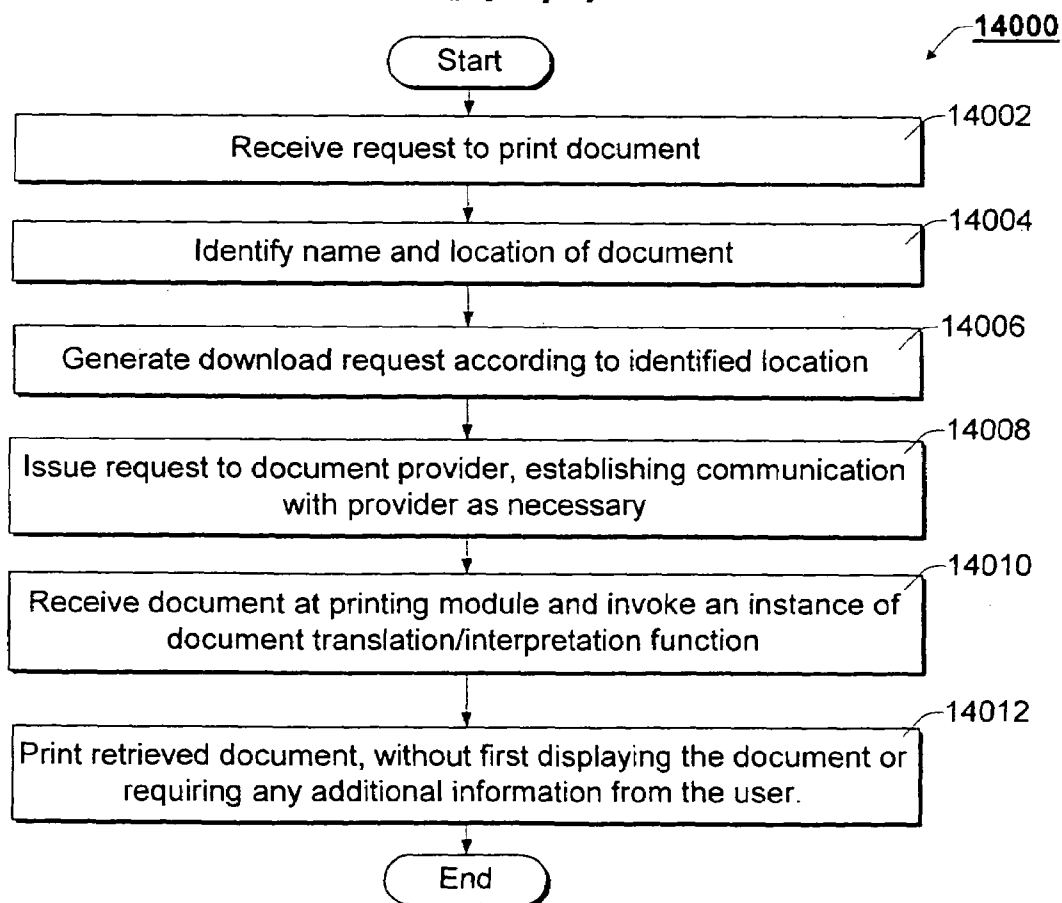 14000
Start
14002
Receive request to print document
14004
Identify name and location of document
14006
Generate download request according to identified location
14008
Issue request to document provider, establishing communication
with provider as necessary
14010
Receive document at printing module and invoke an instance of
document translation/interpretation function
14012
Print retrieved document, without first displaying the document or
requiring any additional information from the user.
End